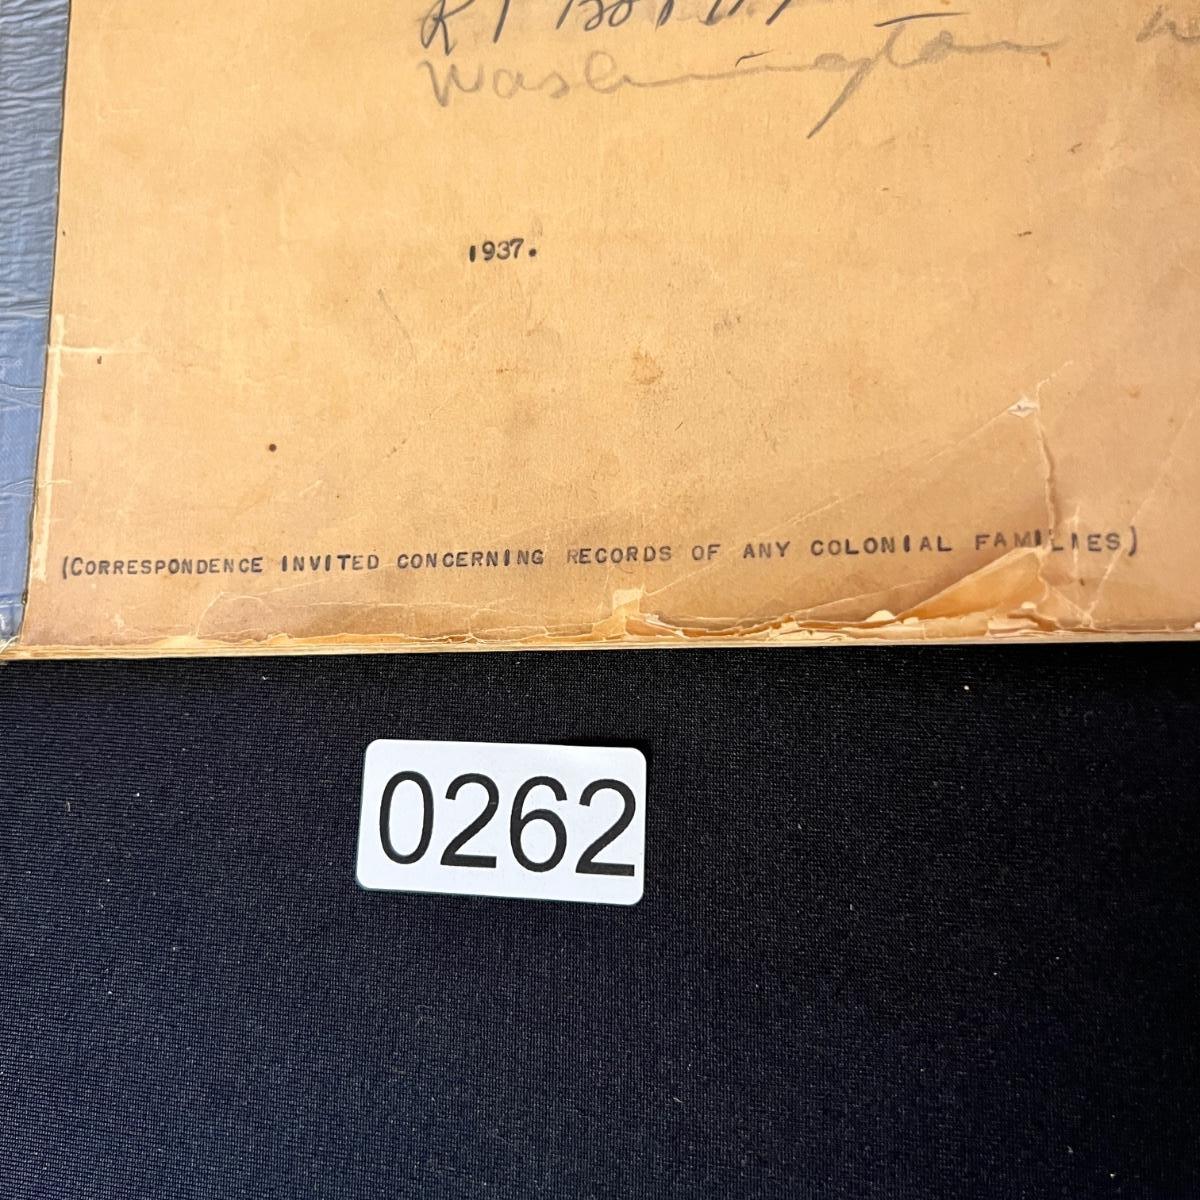 Washington
1937.
(CORRESPONDENCE INVITED CONCERNING RECORDS OF ANY COLONIAL FAMILIES)
0262